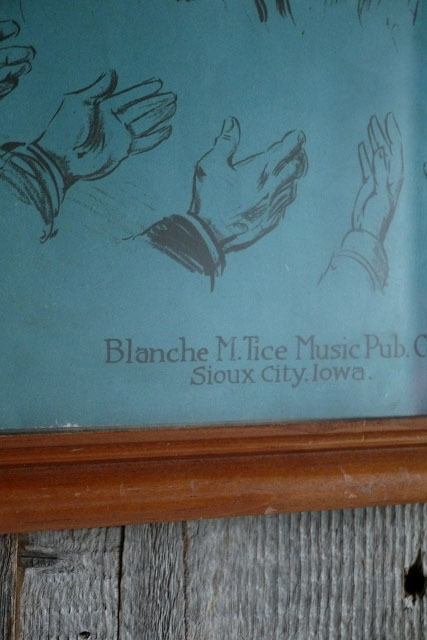 Blanche M. Tice Music Pub. C
Sioux City, Iowa.